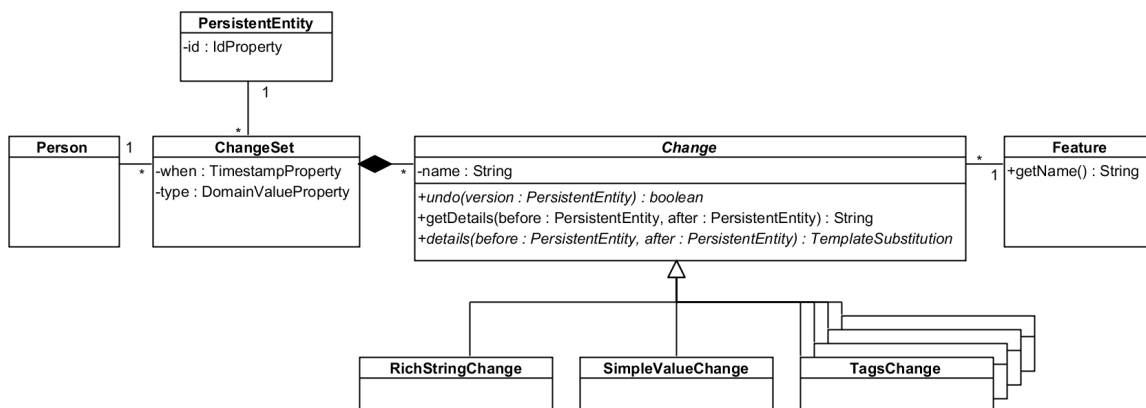 PersistentEntity
-id : IdProperty
1
*
Person
1
*
ChangeSet
-when : TimestampProperty
-type : DomainValueProperty
*
Change
-name : String
+undo(version : PersistentEntity) : boolean
+getDetails(before : PersistentEntity, after : PersistentEntity) : String
+details(before : PersistentEntity, after : PersistentEntity) : TemplateSubstitution
*
1
Feature
+getName() : String
RichStringChange
SimpleValueChange
TagsChange